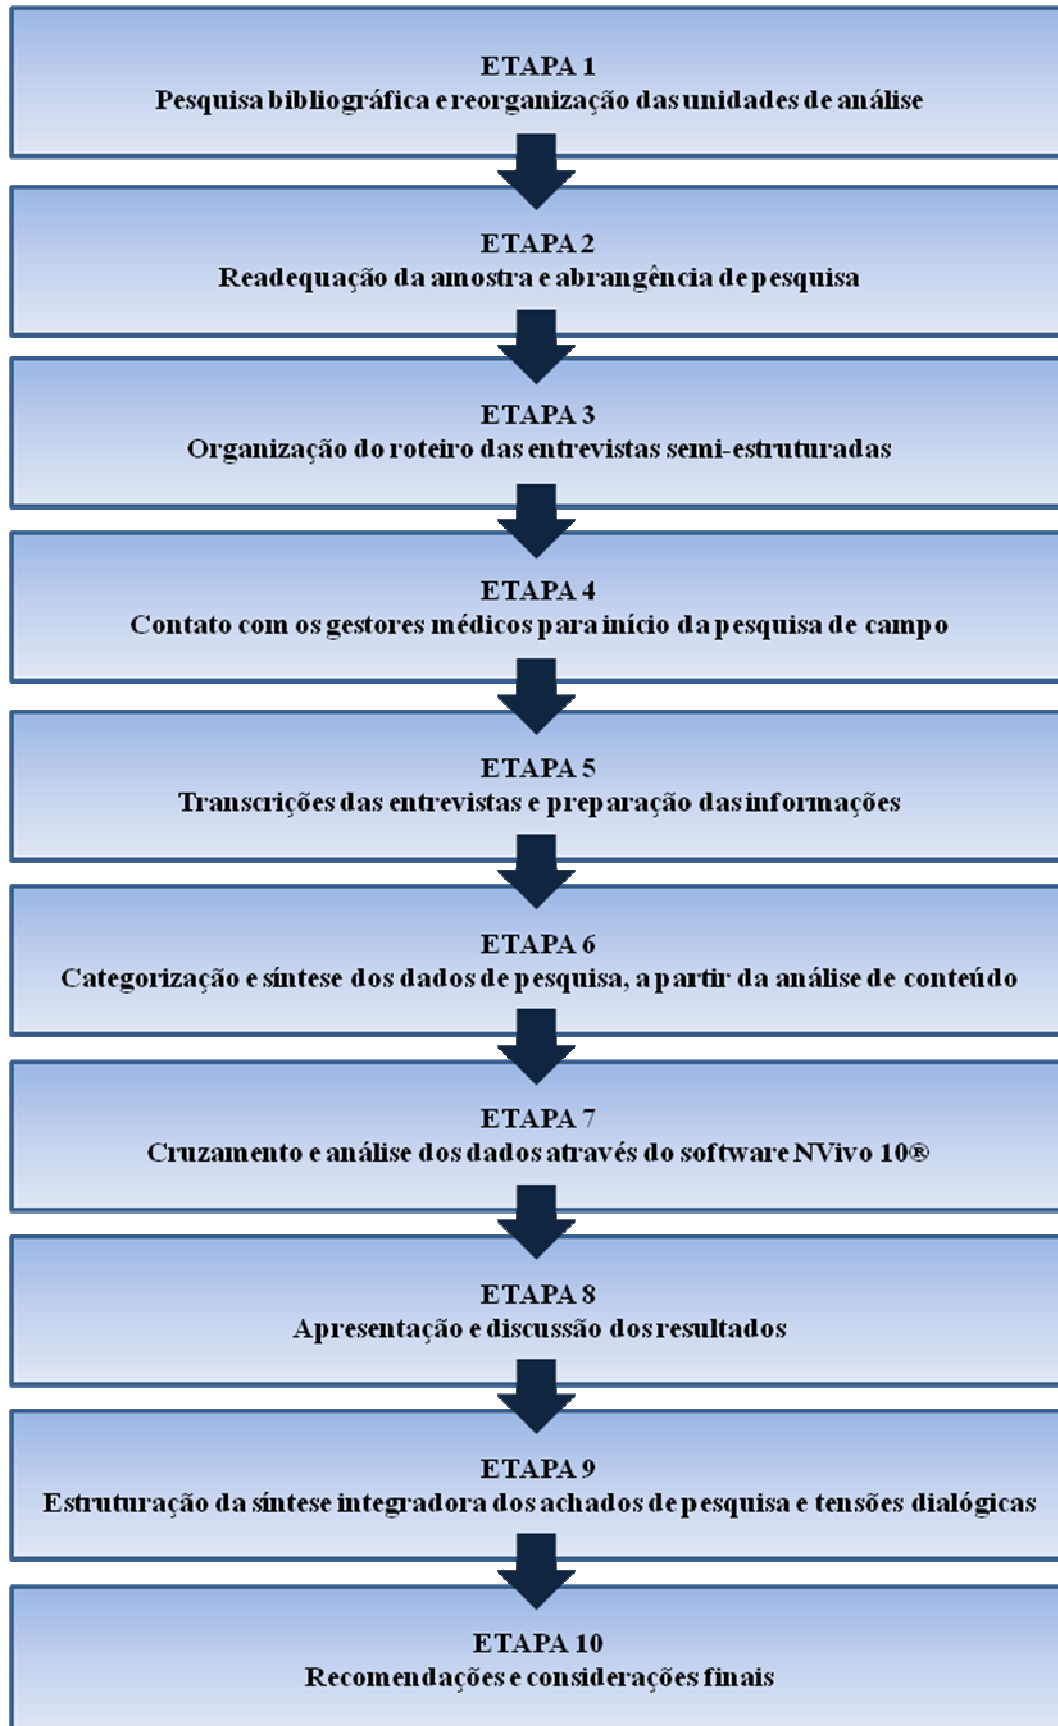 ETAPA 1
Pesquisa bibliográfica e reorganização das unidades de análise
ETAPA 2
Readequação da amostra e abrangência de pesquisa
ETAPA 3
Organização do roteiro das entrevistas semi-estruturadas
ETAPA 4
Contato com os gestores médicos para início da pesquisa de campo
ETAPA 5
Transcrições das entrevistas e preparação das informações
ETAPA 6
Categorização e síntese dos dados de pesquisa, a partir da análise de conteúdo
ETAPA 7
Cruzamento e análise dos dados através do software NVivo 10®
ETAPA 8
Apresentação e discussão dos resultados
ETAPA 9
Estruturação da síntese integradora dos achados de pesquisa e tensões dialógicas
ETAPA 10
Recomendações e considerações finais